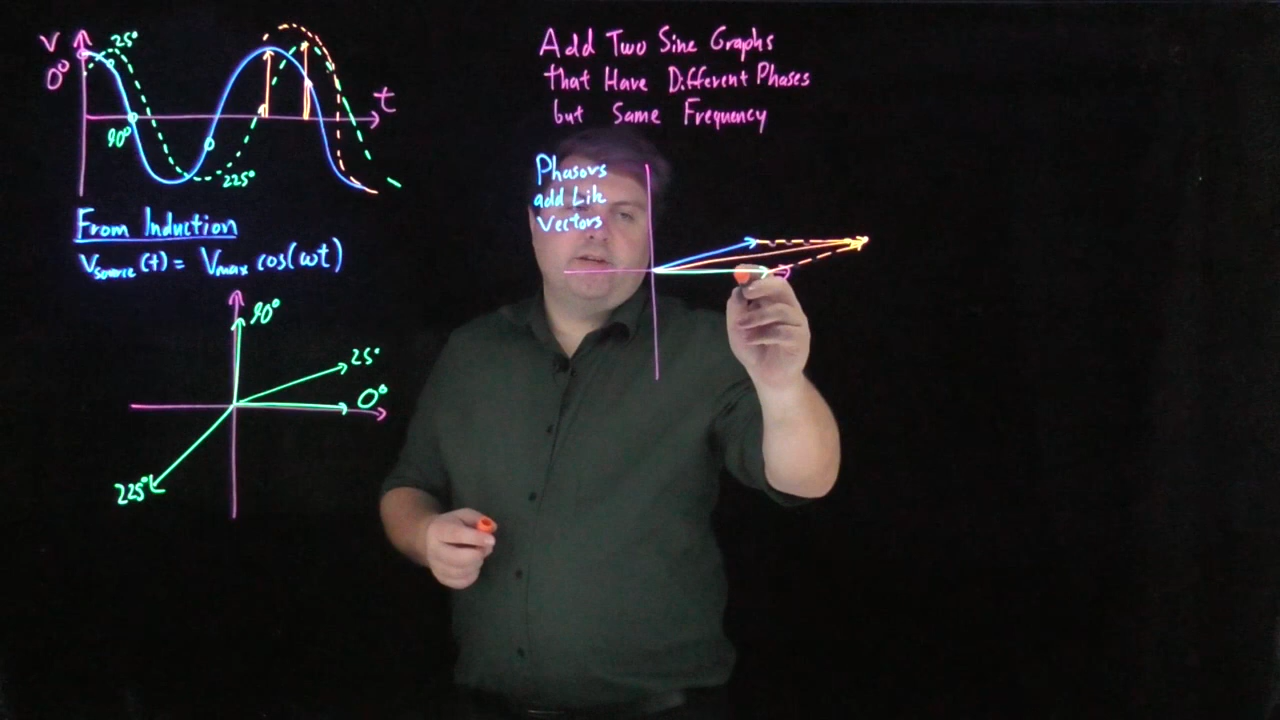 V
0°
25°
90°
225°
t
From Induction
Vsource(t) = Vmax cos(ωt)
90°
25°
0°
225°
Add Two Sine Graphs
that Have Different Phases
but Same Frequency
Phasors
add Like
Vectors